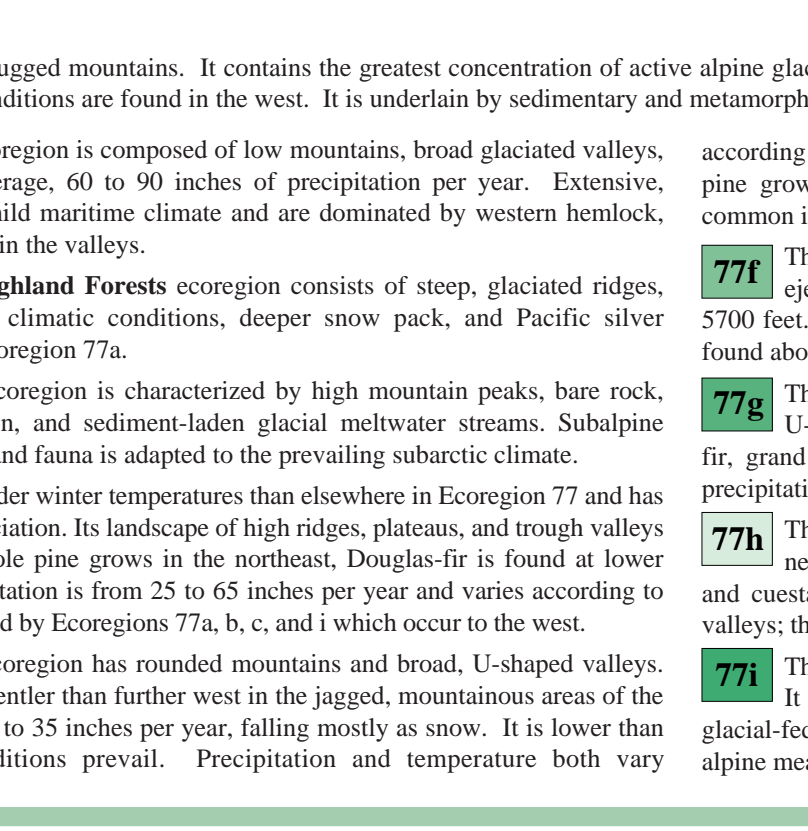 ugged mountains. It contains the greatest concentration of active alpine glac
nditions are found in the west. It is underlain by sedimentary and metamorph
oregion is composed of low mountains, broad glaciated valleys,
erage, 60 to 90 inches of precipitation per year. Extensive,
ild maritime climate and are dominated by western hemlock,
in the valleys.
ghland Forests ecoregion consists of steep, glaciated ridges,
climatic conditions, deeper snow pack, and Pacific silver
oregion 77a.
coregion is characterized by high mountain peaks, bare rock,
n, and sediment-laden glacial meltwater streams. Subalpine
and fauna is adapted to the prevailing subarctic climate.
der winter temperatures than elsewhere in Ecoregion 77 and has
iation. Its landscape of high ridges, plateaus, and trough valleys
ole pine grows in the northeast, Douglas-fir is found at lower
tation is from 25 to 65 inches per year and varies according to
d by Ecoregions 77a, b, c, and i which occur to the west.
coregion has rounded mountains and broad, U-shaped valleys.
entler than further west in the jagged, mountainous areas of the
to 35 inches per year, falling mostly as snow. It is lower than
ditions prevail. Precipitation and temperature both vary
according
pine grow
common i
77f Th
eje
5700 feet.
found abo
77g Th
U-
fir, grand
precipitati
77h Th
ne
and cuesta
valleys; th
77i Th
It
glacial-fed
alpine mea